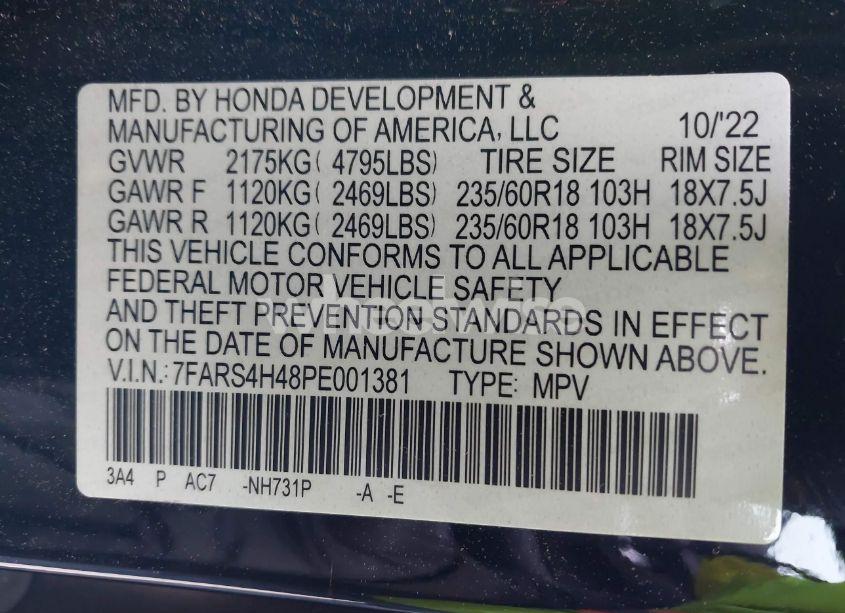 MFD. BY HONDA DEVELOPMENT &
MANUFACTURING OF AMERICA, LLC 10/'22
GVWR 2175KG( 4795LBS) TIRE SIZE RIM SIZE
GAWR F 1120KG( 2469LBS) 235/60R18 103H 18X7.5J
GAWR R 1120KG( 2469LBS) 235/60R18 103H 18X7.5J
THIS VEHICLE CONFORMS TO ALL APPLICABLE
FEDERAL MOTOR VEHICLE SAFETY
AND THEFT PREVENTION STANDARDS IN EFFECT
ON THE DATE OF MANUFACTURE SHOWN ABOVE.
V.I.N.:7FARS4H48PE001381 TYPE: MPV
3A4 P AC7 -NH731P -A -E